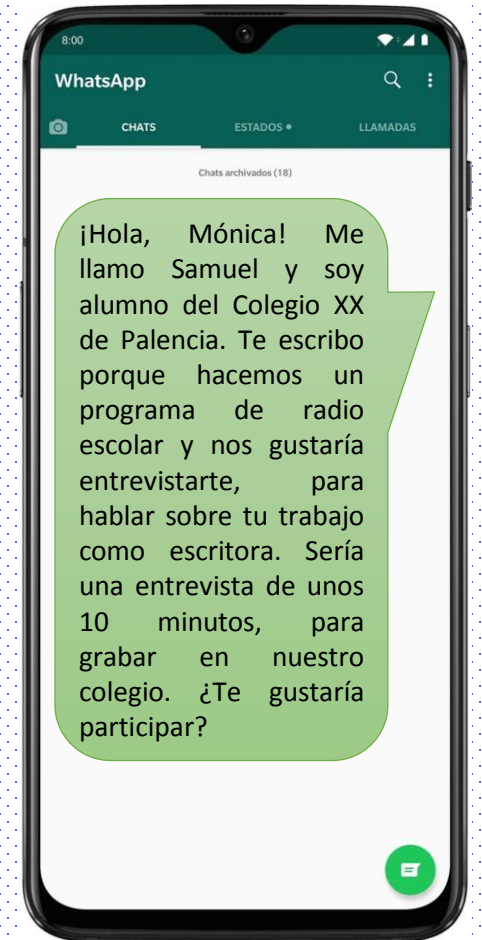 8:00
WhatsApp
CHATS ESTADOS • LLAMADAS
Chats archivados (18)
¡Hola, Mónica! Me
llamo Samuel y soy
alumno del Colegio XX
de Palencia. Te escribo
porque hacemos un
programa de radio
escolar y nos gustaría
entrevistarte, para
hablar sobre tu trabajo
como escritora. Sería
una entrevista de unos
10 minutos, para
grabar en nuestro
colegio. ¿Te gustaría
participar?